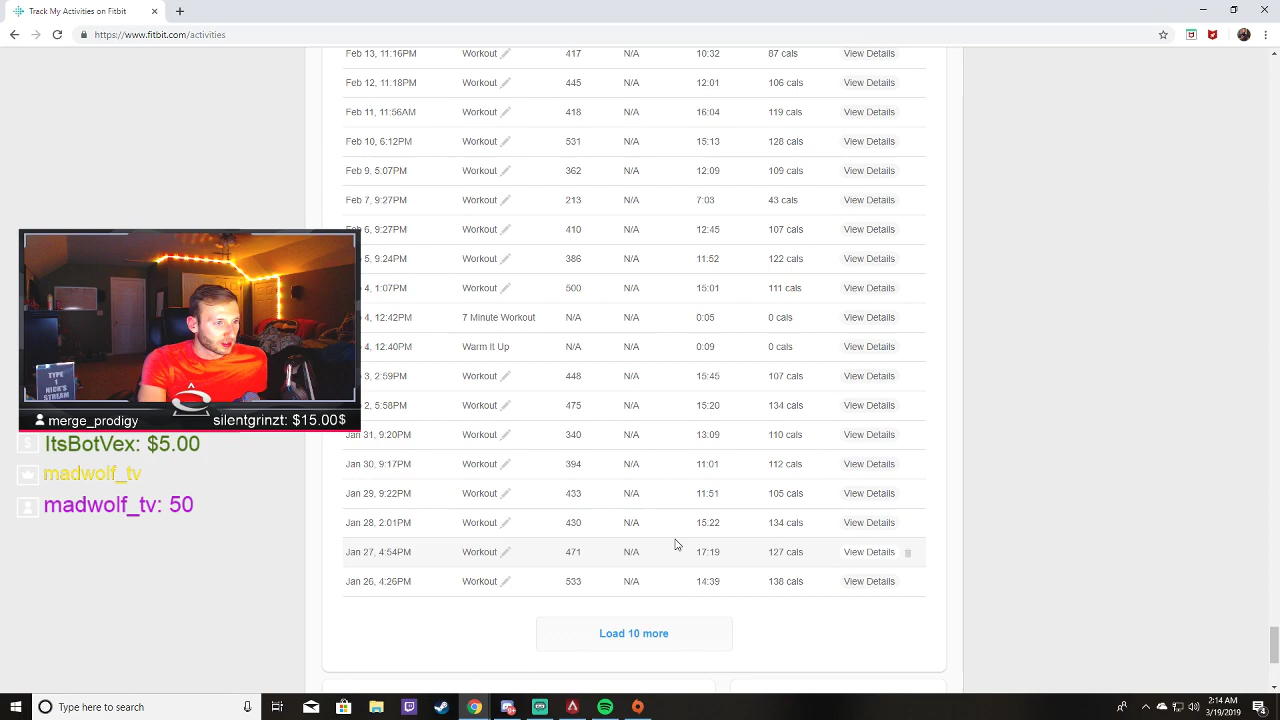 Track My Activities on Fitbit
https://www.fitbit.com/activities
Feb 13, 11:16PM Workout 417 N/A 10:32 87 cals View Details
Feb 12, 11:18PM Workout 445 N/A 12:01 106 cals View Details
Feb 11, 11:56AM Workout 418 N/A 16:04 119 cals View Details
Feb 10, 6:12PM Workout 531 N/A 15:13 128 cals View Details
Feb 9, 5:07PM Workout 362 N/A 12:09 109 cals View Details
Feb 7, 9:27PM Workout 213 N/A 7:03 43 cals View Details
Feb 6, 9:27PM Workout 410 N/A 12:45 107 cals View Details
5, 9:24PM Workout 386 N/A 11:52 122 cals View Details
4, 1:07PM Workout 500 N/A 15:01 111 cals View Details
4, 12:42PM 7 Minute Workout N/A N/A 0:05 0 cals View Details
4, 12:40PM Warm It Up N/A N/A 0:09 0 cals View Details
3, 2:59PM Workout 448 N/A 15:45 107 cals View Details
2, 5:58PM Workout 475 N/A 15:20 134 cals View Details
Jan 31, 9:20PM Workout 340 N/A 13:09 110 cals View Details
Jan 30, 9:17PM Workout 394 N/A 11:01 112 cals View Details
Jan 29, 9:22PM Workout 433 N/A 11:51 105 cals View Details
Jan 28, 2:01PM Workout 430 N/A 15:22 134 cals View Details
Jan 27, 4:54PM Workout 471 N/A 17:19 127 cals View Details
Jan 26, 4:26PM Workout 533 N/A 14:39 138 cals View Details
Load 10 more
TYPE
1
NICK'S
STREAM
merge_prodigy silentgrinzt: $15.00$
ItsBotVex: $5.00
madwolf_tv
madwolf_tv: 50
Type here to search
2:14 AM
3/19/2019